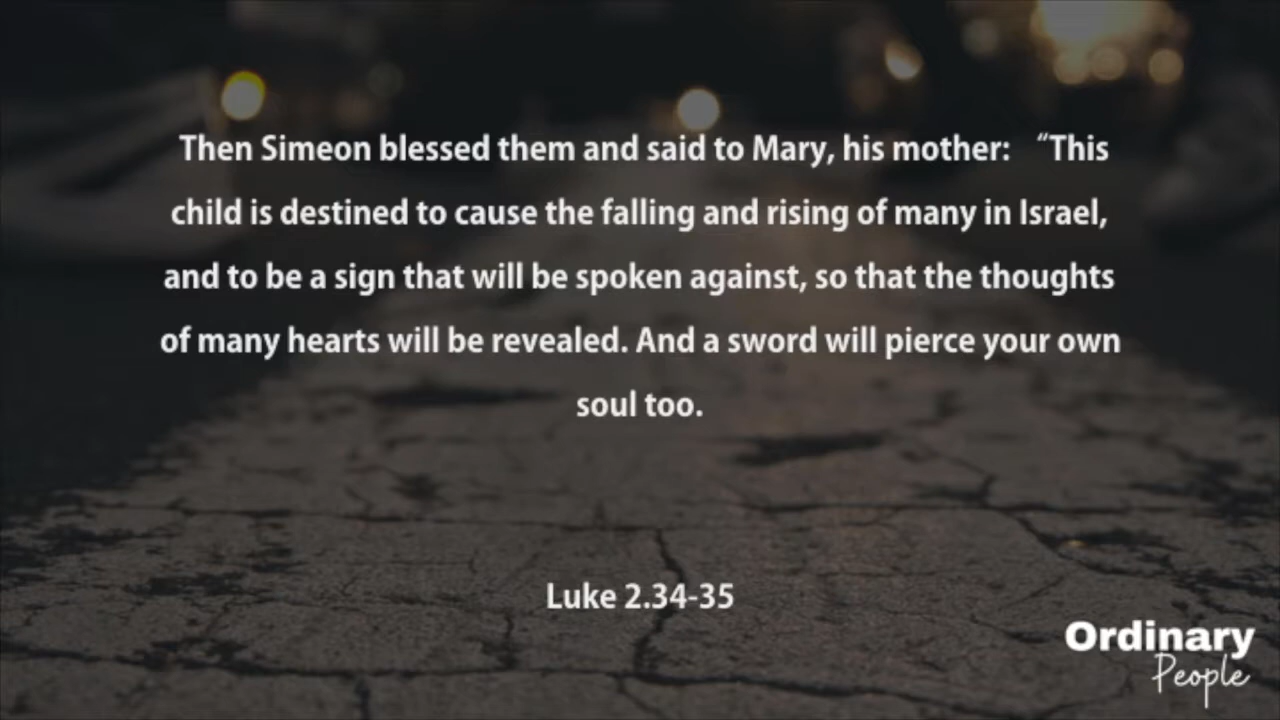 Then Simeon blessed them and said to Mary, his mother: “This
child is destined to cause the falling and rising of many in Israel,
and to be a sign that will be spoken against, so that the thoughts
of many hearts will be revealed. And a sword will pierce your own
soul too.
Luke 2.34-35
Ordinary
People